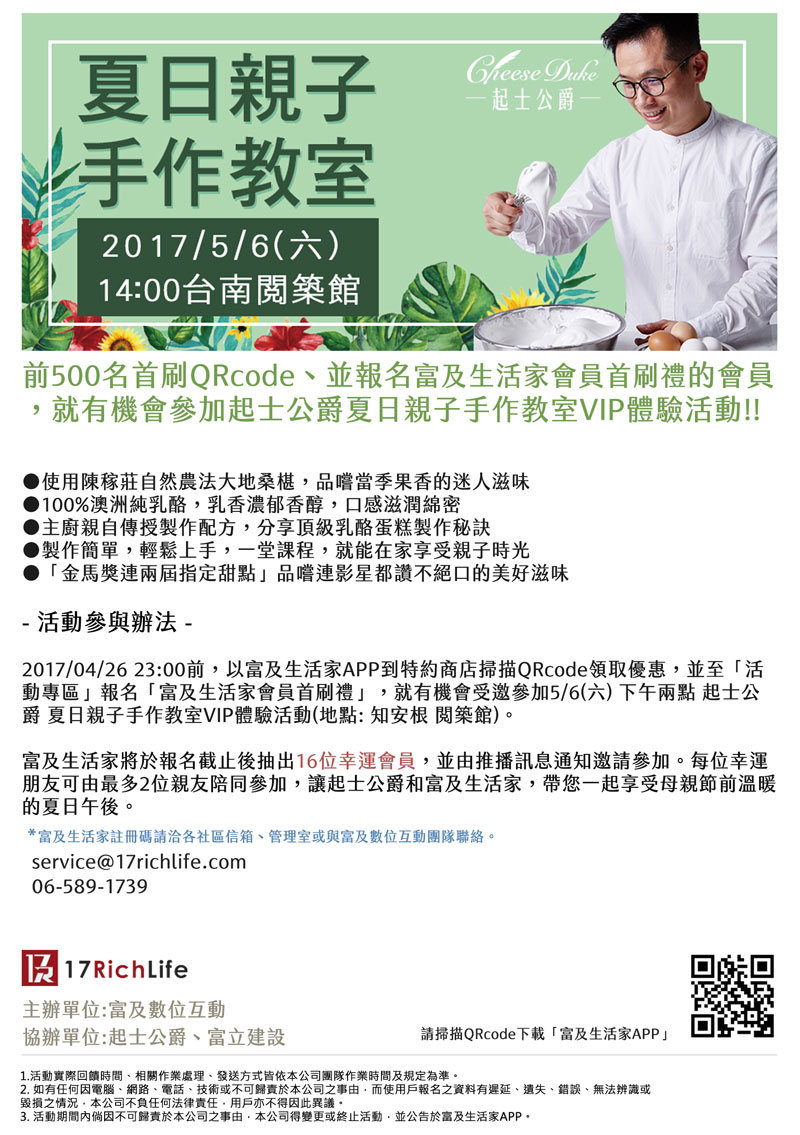 夏日親子
手作教室
2017/5/6(六)
14:00台南閱築館
Cheese Duke
起士公爵
前500名首刷QRcode、並報名富及生活家會員首刷禮的會員
，就有機會參加起士公爵夏日親子手作教室VIP體驗活動!!
●使用陳稼莊自然農法大地桑椹，品嚐當季果香的迷人滋味
●100%澳洲純乳酪，乳香濃郁香醇，口感滋潤綿密
●主廚親自傳授製作配方，分享頂級乳酪蛋糕製作秘訣
●製作簡單，輕鬆上手，一堂課程，就能在家享受親子時光
●「金馬獎連兩屆指定甜點」品嚐連影星都讚不絕口的美好滋味
- 活動參與辦法 -
2017/04/26 23:00前，以富及生活家APP到特約商店掃描QRcode領取優惠，並至「活
動專區」報名「富及生活家會員首刷禮」，就有機會受邀參加5/6(六) 下午兩點 起士公
爵 夏日親子手作教室VIP體驗活動(地點: 知安根 閱築館)。
富及生活家將於報名截止後抽出16位幸運會員，並由推播訊息通知邀請參加。每位幸運
朋友可由最多2位親友陪同參加，讓起士公爵和富及生活家，帶您一起享受母親節前溫暖
的夏日午後。
*富及生活家註冊碼請洽各社區信箱、管理室或與富及數位互動團隊聯絡。
service@17richlife.com
06-589-1739
17RichLife
主辦單位:富及數位互動
協辦單位:起士公爵、富立建設
請掃描QRcode下載「富及生活家APP」
1.活動實際回饋時間、相關作業處理、發送方式皆依本公司團隊作業時間及規定為準。
2. 如有任何因電腦、網路、電話、技術或不可歸責於本公司之事由，而使用戶報名之資料有遲延、遺失、錯誤、無法辨識或
毀損之情況，本公司不負任何法律責任，用戶亦不得因此異議。
3. 活動期間內倘因不可歸責於本公司之事由，本公司得變更或終止活動，並公告於富及生活家APP。